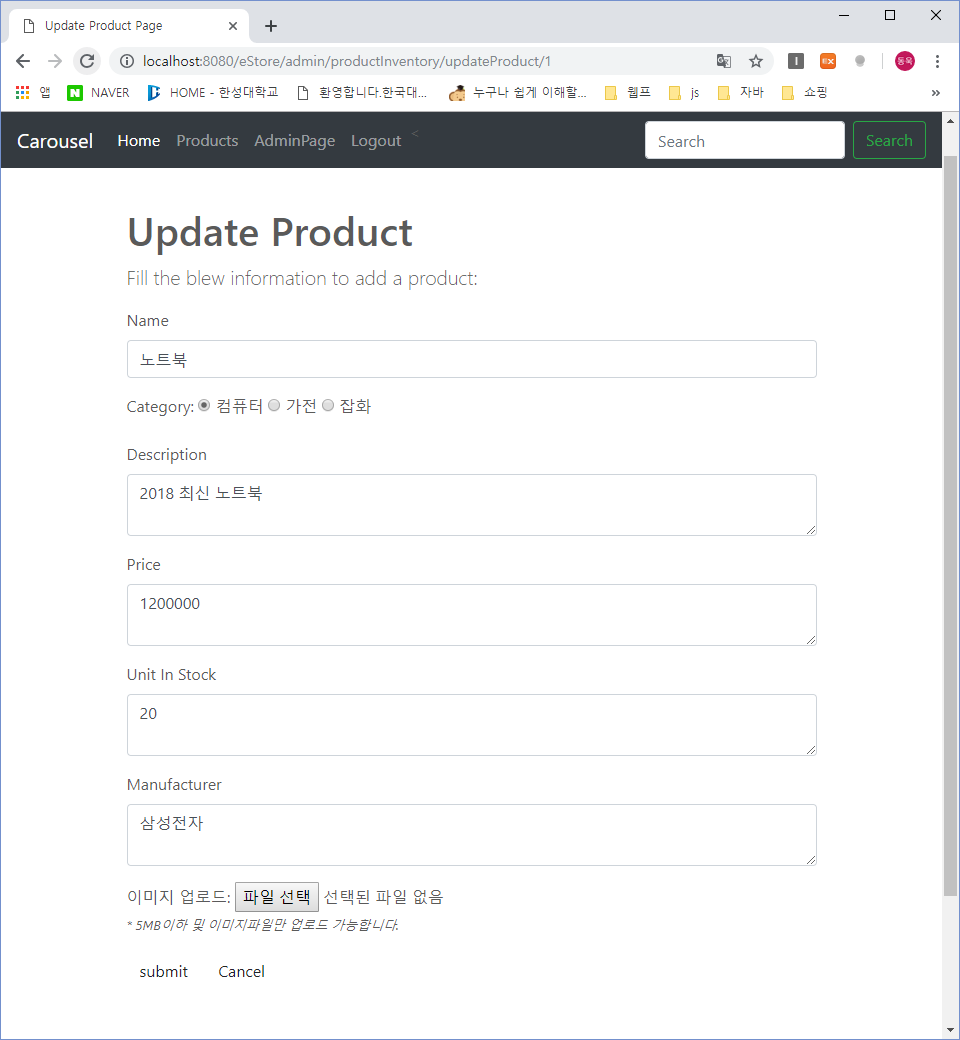 Update Product Page
localhost:8080/eStore/admin/productInventory/updateProduct/1
앱 NAVER HOME - 한성대학교 환영합니다.한국대... 누구나 쉽게 이해할... 웹프 js 자바 쇼핑 »
Carousel Home Products AdminPage Logout < Search Search
Update Product
Fill the blew information to add a product:
Name
노트북
Category: 컴퓨터 가전 잡화
Description
2018 최신 노트북
Price
1200000
Unit In Stock
20
Manufacturer
삼성전자
이미지 업로드: 파일 선택 선택된 파일 없음
* 5MB이하 및 이미지파일만 업로드 가능합니다.
submit Cancel